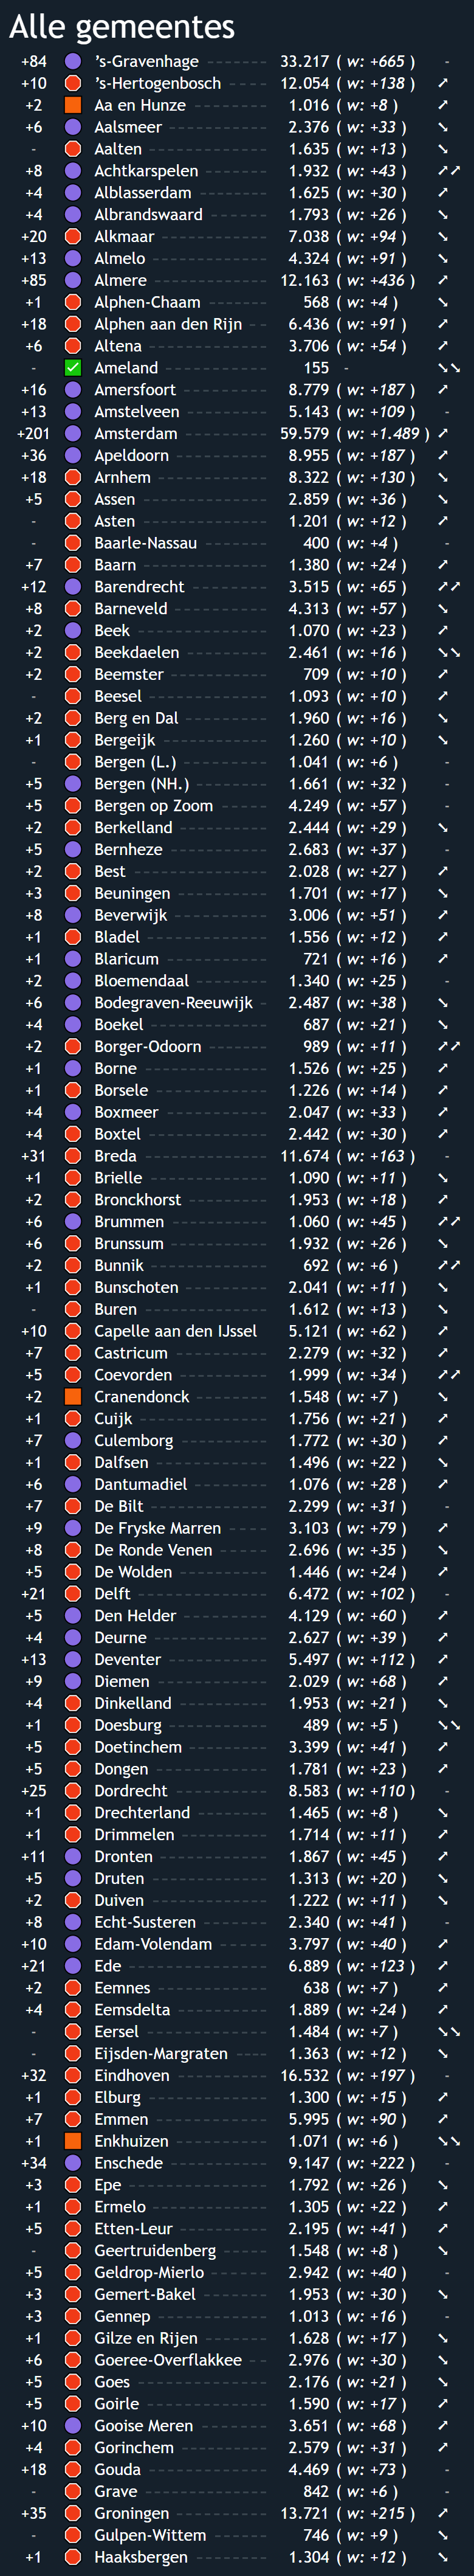 Alle gemeentes
+84 ’s-Gravenhage 33.217 ( w: +665 ) -
+10 ’s-Hertogenbosch 12.054 ( w: +138 ) ➚
+2 Aa en Hunze 1.016 ( w: +8 ) ➚
+6 Aalsmeer 2.376 ( w: +33 ) ➘
- Aalten 1.635 ( w: +13 ) ➘
+8 Achtkarspelen 1.932 ( w: +43 ) ➚➚
+4 Alblasserdam 1.625 ( w: +30 ) ➚
+4 Albrandswaard 1.793 ( w: +26 ) ➘
+20 Alkmaar 7.038 ( w: +94 ) ➘
+13 Almelo 4.324 ( w: +91 ) ➘
+85 Almere 12.163 ( w: +436 ) ➚
+1 Alphen-Chaam 568 ( w: +4 ) ➘
+18 Alphen aan den Rijn 6.436 ( w: +91 ) ➚
+6 Altena 3.706 ( w: +54 ) ➚
- Ameland 155 - ➘➘
+16 Amersfoort 8.779 ( w: +187 ) ➚
+13 Amstelveen 5.143 ( w: +109 ) -
+201 Amsterdam 59.579 ( w: +1.489 ) ➚
+36 Apeldoorn 8.955 ( w: +187 ) ➚
+18 Arnhem 8.322 ( w: +130 ) ➘
+5 Assen 2.859 ( w: +36 ) ➘
- Asten 1.201 ( w: +12 ) ➚
- Baarle-Nassau 400 ( w: +4 ) -
+7 Baarn 1.380 ( w: +24 ) ➚
+12 Barendrecht 3.515 ( w: +65 ) ➚➚
+8 Barneveld 4.313 ( w: +57 ) ➘
+2 Beek 1.070 ( w: +23 ) ➚
+2 Beekdaelen 2.461 ( w: +16 ) ➘➘
+2 Beemster 709 ( w: +10 ) ➚
- Beesel 1.093 ( w: +10 ) ➚
+2 Berg en Dal 1.960 ( w: +16 ) ➘
+1 Bergeijk 1.260 ( w: +10 ) ➘
- Bergen (L.) 1.041 ( w: +6 ) -
+5 Bergen (NH.) 1.661 ( w: +32 ) -
+5 Bergen op Zoom 4.249 ( w: +57 ) -
+2 Berkelland 2.444 ( w: +29 ) ➘
+5 Bernheze 2.683 ( w: +37 ) -
+2 Best 2.028 ( w: +27 ) ➚
+3 Beuningen 1.701 ( w: +17 ) ➘
+8 Beverwijk 3.006 ( w: +51 ) ➚
+1 Bladel 1.556 ( w: +12 ) ➚
+1 Blaricum 721 ( w: +16 ) ➚
+2 Bloemendaal 1.340 ( w: +25 ) -
+6 Bodegraven-Reeuwijk 2.487 ( w: +38 ) ➘
+4 Boekel 687 ( w: +21 ) ➘
+2 Borger-Odoorn 989 ( w: +11 ) ➚➚
+1 Borne 1.526 ( w: +25 ) ➚
+1 Borsele 1.226 ( w: +14 ) ➚
+4 Boxmeer 2.047 ( w: +33 ) ➚
+4 Boxtel 2.442 ( w: +30 ) ➚
+31 Breda 11.674 ( w: +163 ) -
+1 Brielle 1.090 ( w: +11 ) ➘
+2 Bronckhorst 1.953 ( w: +18 ) ➚
+6 Brummen 1.060 ( w: +45 ) ➚➚
+6 Brunssum 1.932 ( w: +26 ) ➘
+2 Bunnik 692 ( w: +6 ) ➚➚
+1 Bunschoten 2.041 ( w: +11 ) ➘
- Buren 1.612 ( w: +13 ) ➘
+10 Capelle aan den IJssel 5.121 ( w: +62 ) ➚
+7 Castricum 2.279 ( w: +32 ) ➚
+5 Coevorden 1.999 ( w: +34 ) ➚➚
+2 Cranendonck 1.548 ( w: +7 ) ➘
+1 Cuijk 1.756 ( w: +21 ) ➚
+7 Culemborg 1.772 ( w: +30 ) ➚
+1 Dalfsen 1.496 ( w: +22 ) ➘
+6 Dantumadiel 1.076 ( w: +28 ) ➚
+7 De Bilt 2.299 ( w: +31 ) -
+9 De Fryske Marren 3.103 ( w: +79 ) ➚
+8 De Ronde Venen 2.696 ( w: +35 ) ➘
+5 De Wolden 1.446 ( w: +24 ) ➚
+21 Delft 6.472 ( w: +102 ) -
+5 Den Helder 4.129 ( w: +60 ) ➚
+4 Deurne 2.627 ( w: +39 ) ➚
+13 Deventer 5.497 ( w: +112 ) ➚
+9 Diemen 2.029 ( w: +68 ) ➚
+4 Dinkelland 1.953 ( w: +21 ) ➘
+1 Doesburg 489 ( w: +5 ) ➘➘
+5 Doetinchem 3.399 ( w: +41 ) ➚
+5 Dongen 1.781 ( w: +23 ) ➚
+25 Dordrecht 8.583 ( w: +110 ) -
+1 Drechterland 1.465 ( w: +8 ) ➘
+1 Drimmelen 1.714 ( w: +11 ) ➚
+11 Dronten 1.867 ( w: +45 ) ➚
+5 Druten 1.313 ( w: +20 ) ➘
+2 Duiven 1.222 ( w: +11 ) ➘
+8 Echt-Susteren 2.340 ( w: +41 ) -
+10 Edam-Volendam 3.797 ( w: +40 ) ➚
+21 Ede 6.889 ( w: +123 ) ➚
+2 Eemnes 638 ( w: +7 ) ➚
+4 Eemsdelta 1.889 ( w: +24 ) ➚
- Eersel 1.484 ( w: +7 ) ➘➘
- Eijsden-Margraten 1.363 ( w: +12 ) ➘
+32 Eindhoven 16.532 ( w: +197 ) -
+1 Elburg 1.300 ( w: +15 ) ➚
+7 Emmen 5.995 ( w: +90 ) ➚
+1 Enkhuizen 1.071 ( w: +6 ) ➘➘
+34 Enschede 9.147 ( w: +222 ) -
+3 Epe 1.792 ( w: +26 ) ➘
+1 Ermelo 1.305 ( w: +22 ) ➚
+5 Etten-Leur 2.195 ( w: +41 ) ➚
- Geertruidenberg 1.548 ( w: +8 ) ➘
+5 Geldrop-Mierlo 2.942 ( w: +40 ) -
+3 Gemert-Bakel 1.953 ( w: +30 ) ➘
+3 Gennep 1.013 ( w: +16 ) -
+1 Gilze en Rijen 1.628 ( w: +17 ) ➘
+6 Goeree-Overflakkee 2.976 ( w: +30 ) ➘
+5 Goes 2.176 ( w: +21 ) ➘
+5 Goirle 1.590 ( w: +17 ) ➚
+10 Gooise Meren 3.651 ( w: +68 ) ➚
+4 Gorinchem 2.579 ( w: +31 ) ➚
+18 Gouda 4.469 ( w: +73 ) -
- Grave 842 ( w: +6 ) -
+35 Groningen 13.721 ( w: +215 ) ➚
- Gulpen-Wittem 746 ( w: +9 ) ➘
+1 Haaksbergen 1.304 ( w: +12 ) ➘